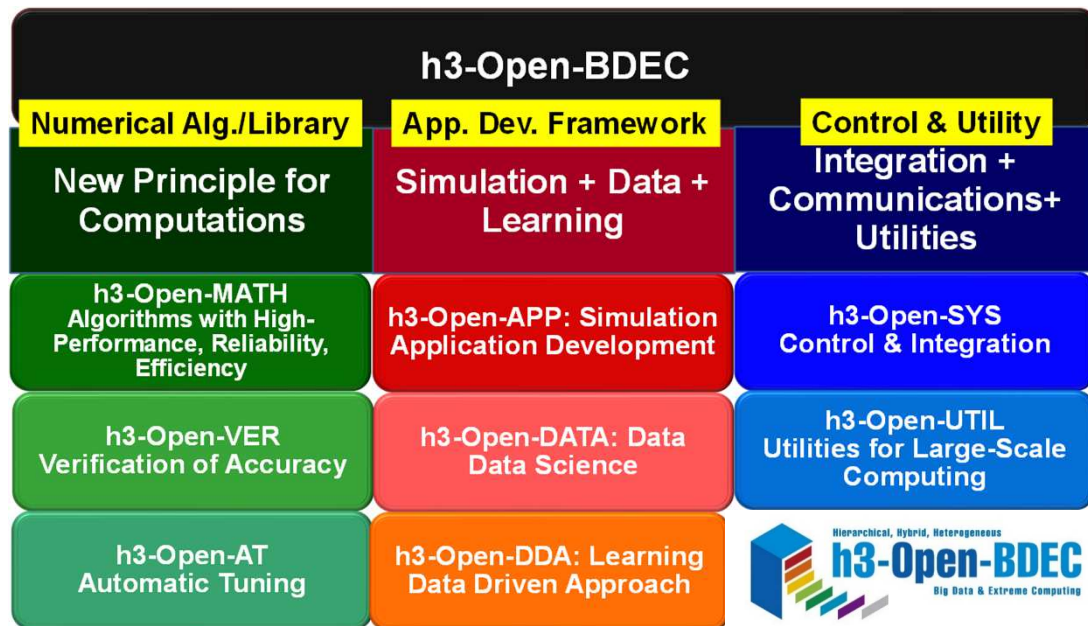 h3-Open-BDEC
Numerical Alg./Library
New Principle for
Computations
h3-Open-MATH
Algorithms with High-
Performance, Reliability,
Efficiency
h3-Open-VER
Verification of Accuracy
h3-Open-AT
Automatic Tuning
App. Dev. Framework
Simulation + Data +
Learning
h3-Open-APP: Simulation
Application Development
h3-Open-DATA: Data
Data Science
h3-Open-DDA: Learning
Data Driven Approach
Control & Utility
Integration +
Communications+
Utilities
h3-Open-SYS
Control & Integration
h3-Open-UTIL
Utilities for Large-Scale
Computing
Hierarchical, Hybrid, Heterogeneous
h3-Open-BDEC
Big Data & Extreme Computing